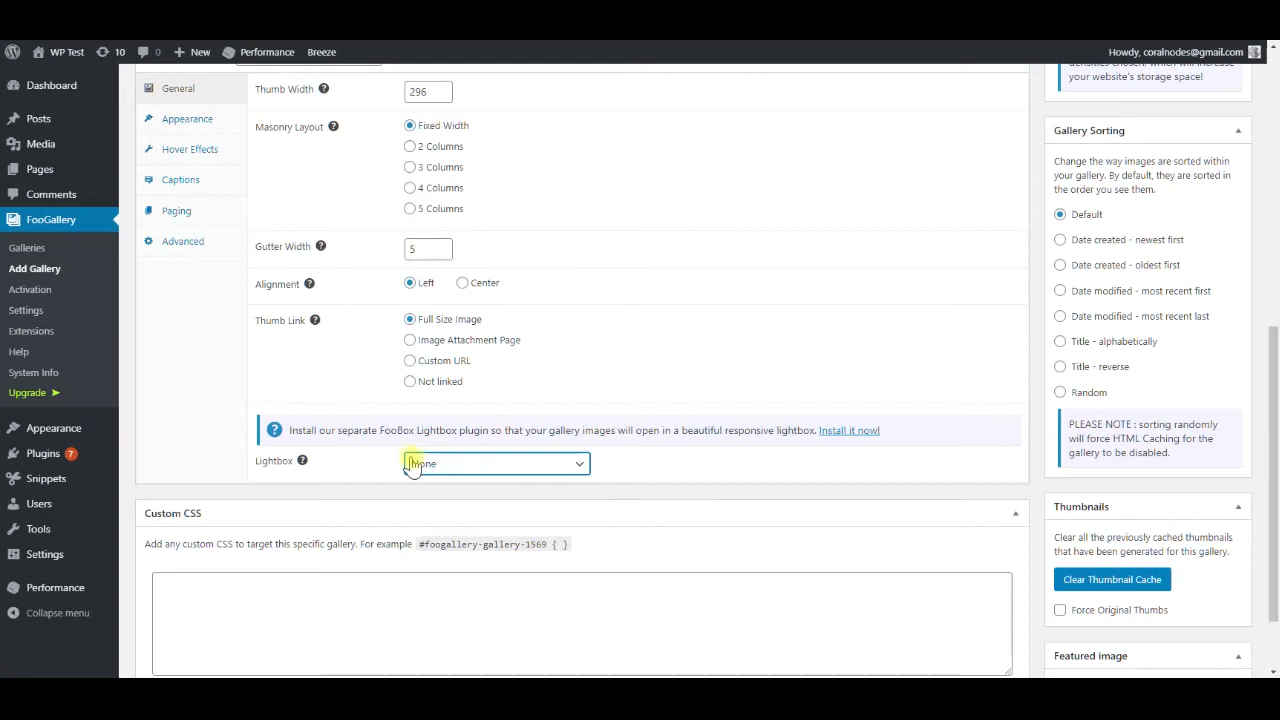 WP Test
10
0
New
Performance
Breeze
Howdy, coralnodes@gmail.com
Dashboard
Posts
Media
Pages
Comments
FooGallery
Galleries
Add Gallery
Activation
Settings
Extensions
Help
System Info
Upgrade ➤
Appearance
Plugins 7
Snippets
Users
Tools
Settings
Performance
Collapse menu
General
Appearance
Hover Effects
Captions
Paging
Advanced
Thumb Width ?
296
Masonry Layout ?
Fixed Width
2 Columns
3 Columns
4 Columns
5 Columns
Gutter Width ?
5
Alignment ?
Left
Center
Thumb Link ?
Full Size Image
Image Attachment Page
Custom URL
Not linked
? Install our separate FooBox Lightbox plugin so that your gallery images will open in a beautiful responsive lightbox. Install it now!
Lightbox ?
None
Custom CSS
Add any custom CSS to target this specific gallery. For example #foogallery-gallery-1569 { }
your website's storage space!
Gallery Sorting
Change the way images are sorted within
your gallery. By default, they are sorted in
the order you see them.
Default
Date created - newest first
Date created - oldest first
Date modified - most recent first
Date modified - most recent last
Title - alphabetically
Title - reverse
Random
PLEASE NOTE : sorting randomly
will force HTML Caching for the
gallery to be disabled.
Thumbnails
Clear all the previously cached thumbnails
that have been generated for this gallery.
Clear Thumbnail Cache
Force Original Thumbs
Featured image